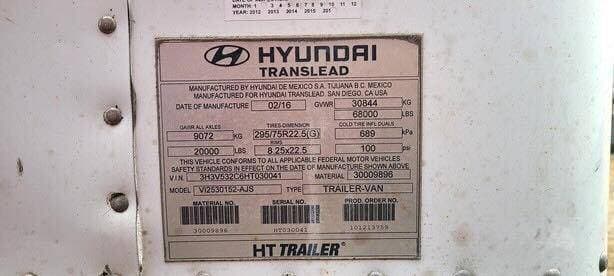 MONTH: 1 3 4 5 6 7 8 9 10 11 12
YEAR: 2012 2013 2014 2015 201
HYUNDAI
TRANSLEAD
MANUFACTURED BY HYUNDAI DE MEXICO S.A. TIJUANA B.C. MEXICO
MANUFACTURED FOR HYUNDAI TRANSLEAD, SAN DIEGO, CA USA
DATE OF MANUFACTURE 02/16 GVWR 30844 KG
68000 LBS
GAWR ALL AXLES TIRES-DIMENSION COLD TIRE INFL DUALS
9072 KG 295/75R22.5(G) 689 kPa
20000 LBS RIMS 8.25x22.5 100 psi
THIS VEHICLE CONFORMS TO ALL APPLICABLE FEDERAL MOTOR VEHICLES
SAFETY STANDARDS IN EFFECT ON THE DATE OF MANUFACTURE SHOWN ABOVE
V.I.N. 3H3V532C6HT030041 MATERIAL 30009896
MODEL VI2530152-AJS TYPE TRAILER-VAN
MATERIAL NO. SERIAL NO. PROD. ORDER NO.
30009896 HT030041 101213759
HT TRAILER®